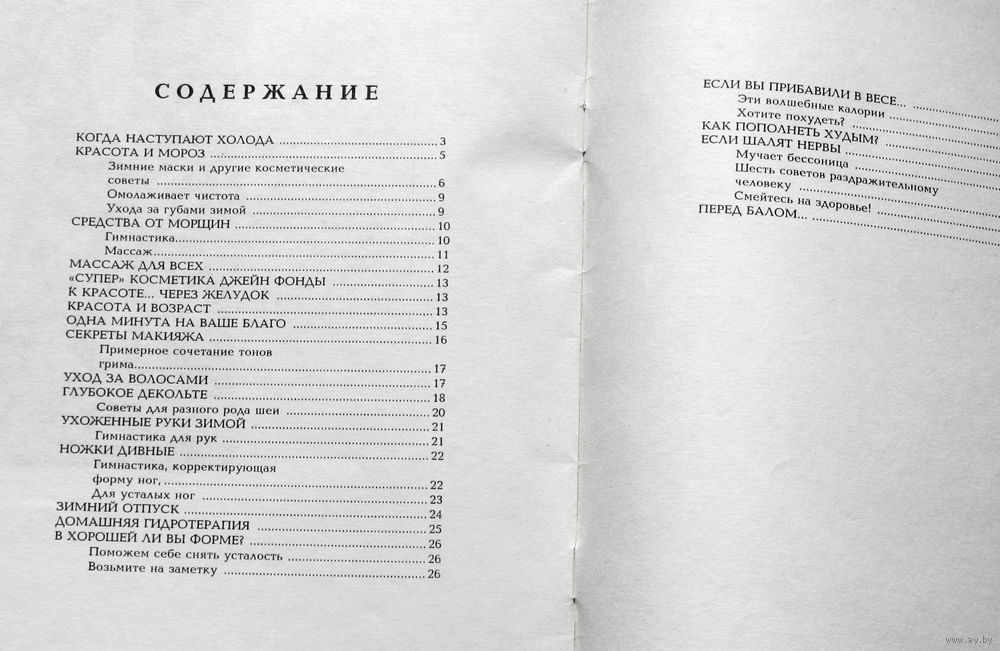 СОДЕРЖАНИЕ
КОГДА НАСТУПАЮТ ХОЛОДА ........ 3
КРАСОТА И МОРОЗ ........ 5
Зимние маски и другие косметические
советы ........ 6
Омолаживает чистота ........ 9
Ухода за губами зимой ........ 9
СРЕДСТВА ОТ МОРЩИН ........ 10
Гимнастика ........ 10
Массаж ........ 11
МАССАЖ ДЛЯ ВСЕХ ........ 12
«СУПЕР» КОСМЕТИКА ДЖЕЙН ФОНДЫ ........ 13
К КРАСОТЕ... ЧЕРЕЗ ЖЕЛУДОК ........ 13
КРАСОТА И ВОЗРАСТ ........ 13
ОДНА МИНУТА НА ВАШЕ БЛАГО ........ 15
СЕКРЕТЫ МАКИЯЖА ........ 16
Примерное сочетание тонов
грима ........ 17
УХОД ЗА ВОЛОСАМИ ........ 17
ГЛУБОКОЕ ДЕКОЛЬТЕ ........ 18
Советы для разного рода шеи ........ 20
УХОЖЕННЫЕ РУКИ ЗИМОЙ ........ 21
Гимнастика для рук ........ 21
НОЖКИ ДИВНЫЕ ........ 22
Гимнастика, корректирующая
форму ног, ........ 22
Для усталых ног ........ 23
ЗИМНИЙ ОТПУСК ........ 24
ДОМАШНЯЯ ГИДРОТЕРАПИЯ ........ 25
В ХОРОШЕЙ ЛИ ВЫ ФОРМЕ? ........ 26
Поможем себе снять усталость ........ 26
Возьмите на заметку ........ 26
ЕСЛИ ВЫ ПРИБАВИЛИ В ВЕСЕ... ........
Эти волшебные калории ........
Хотите похудеть? ........
КАК ПОПОЛНЕТЬ ХУДЫМ? ........
ЕСЛИ ШАЛЯТ НЕРВЫ ........
Мучает бессоница ........
Шесть советов раздражительному
человеку ........
Смейтесь на здоровье! ........
ПЕРЕД БАЛОМ... ........
www.ay.by